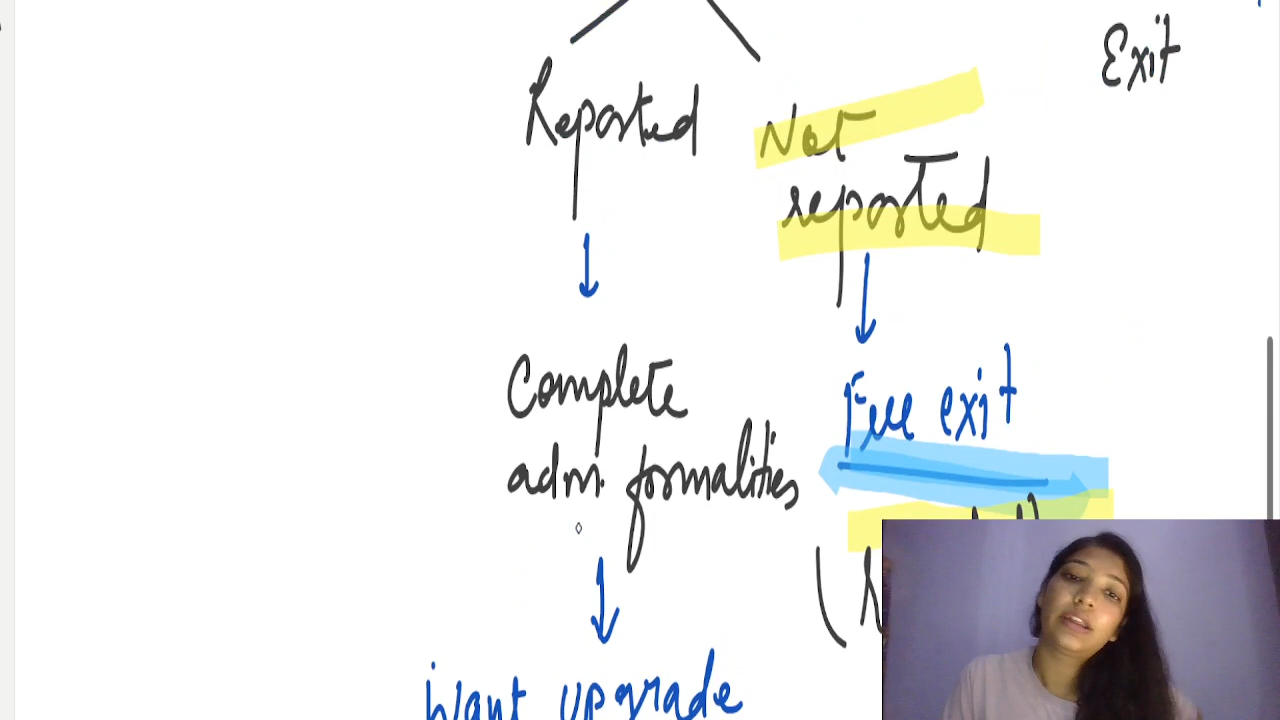 Exit
Reported
Not
reported
Complete
adm. formalities
Free exit
Want upgrade